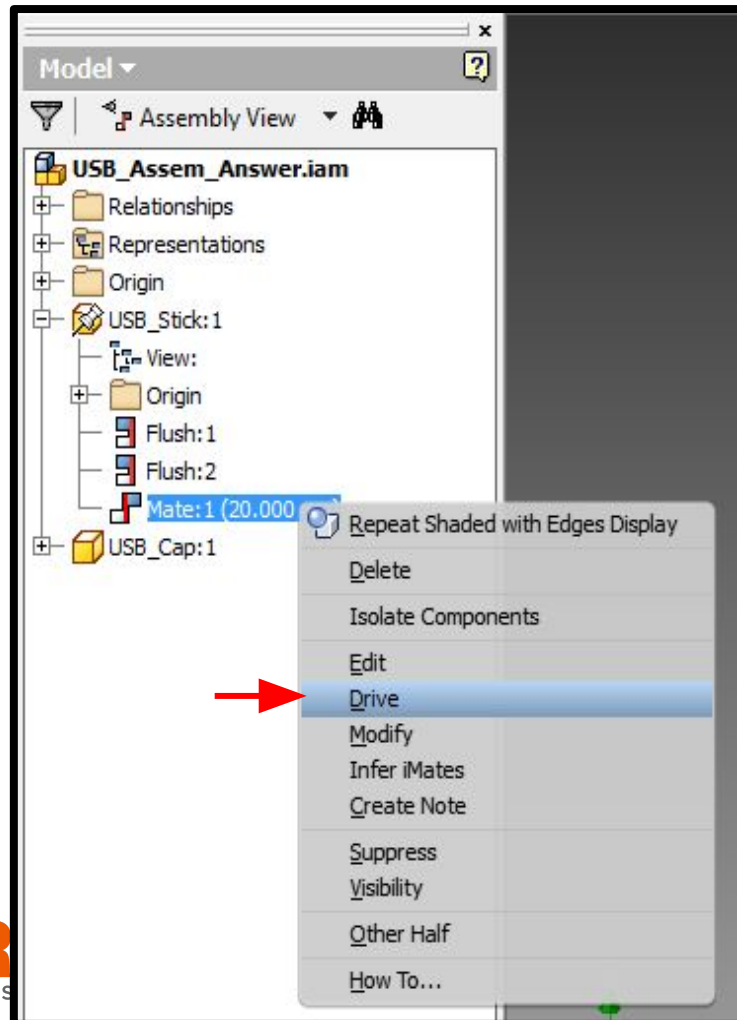 x
Model
?
Assembly View
USB_Assem_Answer.iam
Relationships
Representations
Origin
USB_Stick:1
View:
Origin
Flush:1
Flush:2
Mate:1 (20.000
USB_Cap:1
Repeat Shaded with Edges Display
Delete
Isolate Components
Edit
Drive
Modify
Infer iMates
Create Note
Suppress
Visibility
Other Half
How To...